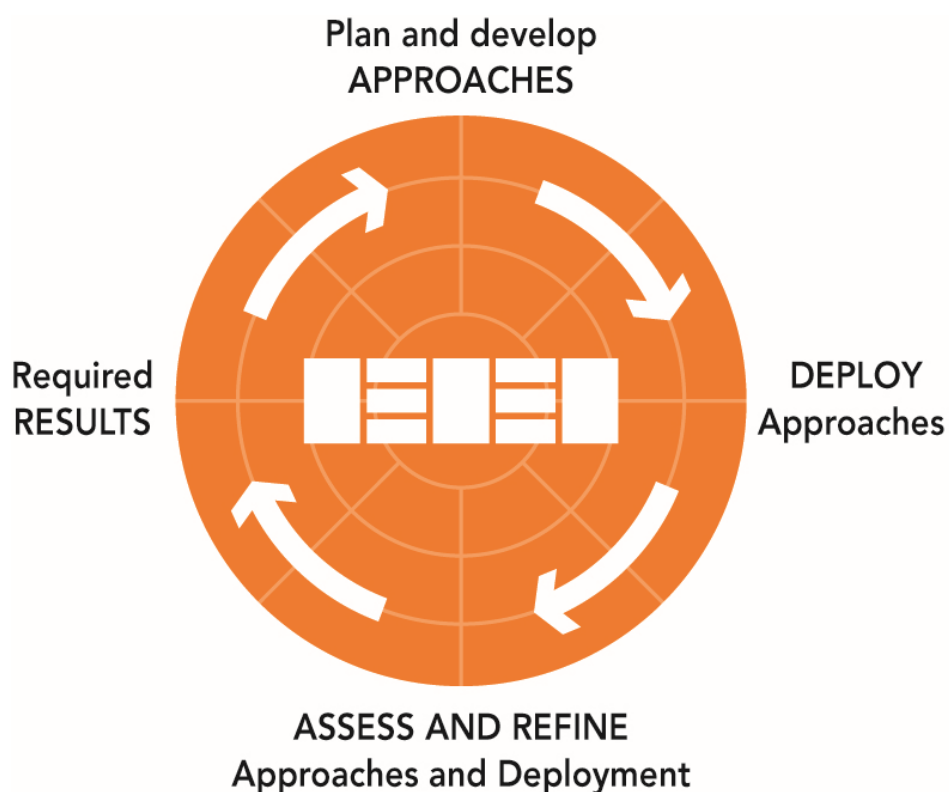 Plan and develop
APPROACHES
Required
RESULTS
DEPLOY
Approaches
ASSESS AND REFINE
Approaches and Deployment